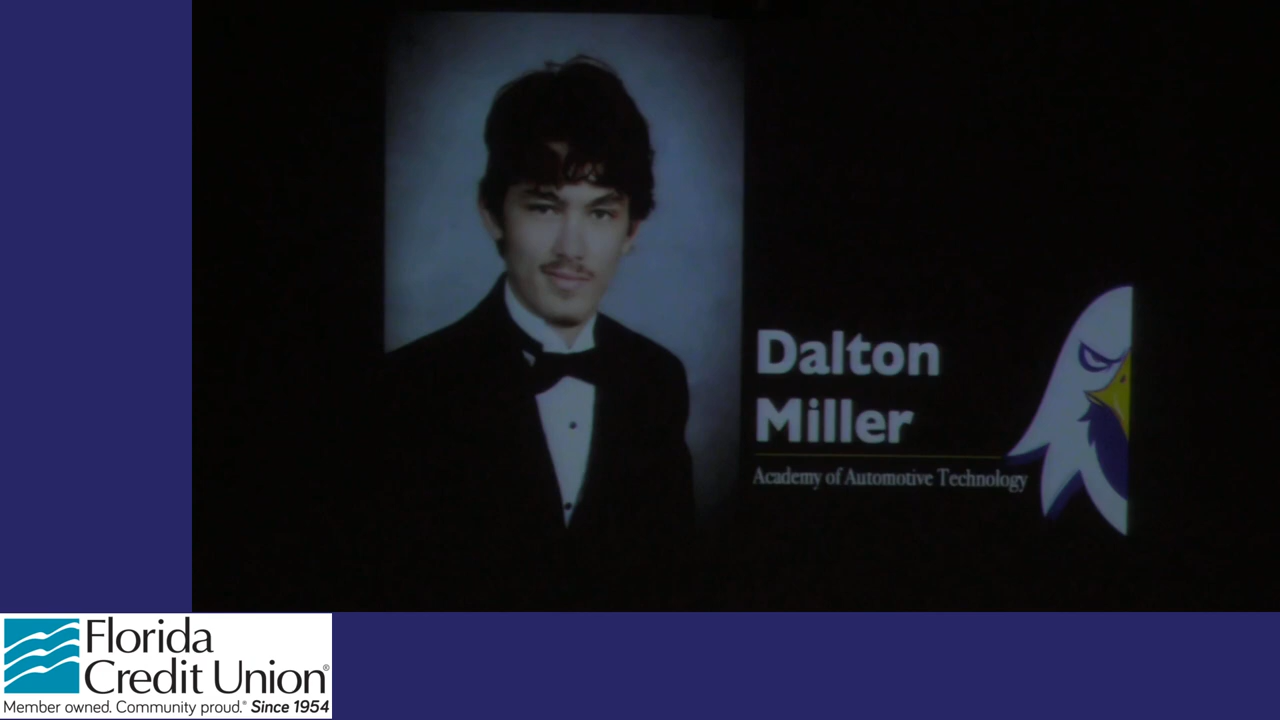 Dalton
Miller
Academy of Automotive Technology
Florida
Credit Union®
Member owned. Community proud.® Since 1954